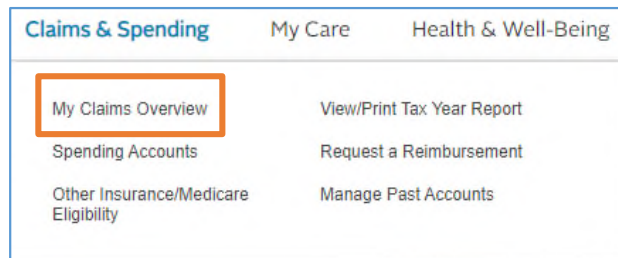 Claims & Spending My Care Health & Well-Being
My Claims Overview View/Print Tax Year Report
Spending Accounts Request a Reimbursement
Other Insurance/Medicare Manage Past Accounts
Eligibility